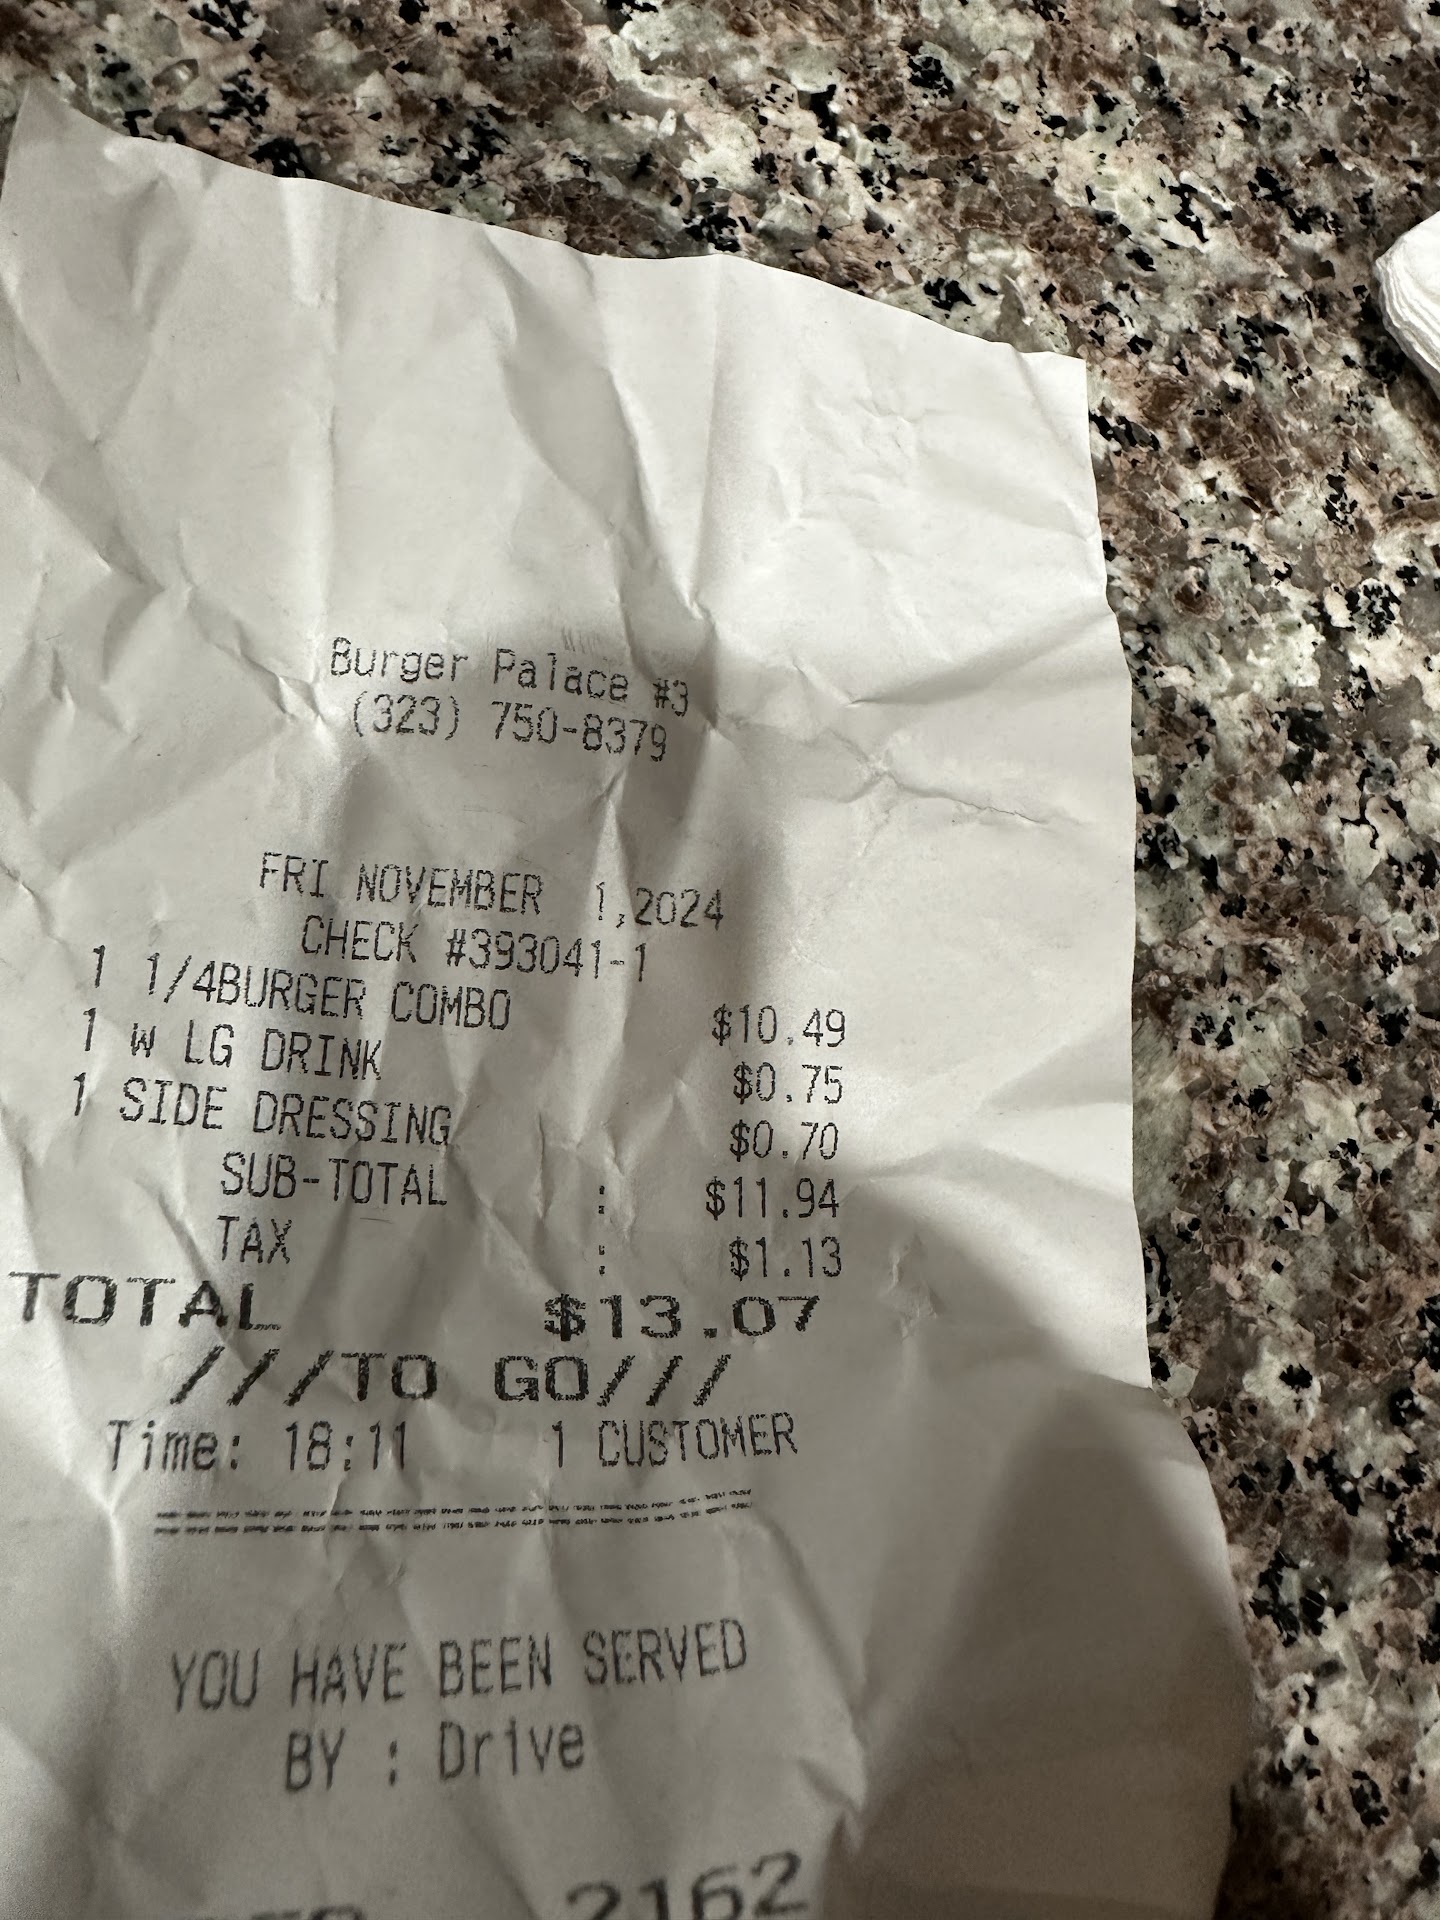 Burger Palace #3
(323) 750-8379
FRI NOVEMBER 1,2024
CHECK #393041-1
1 1/4BURGER COMBO $10.49
1 W LG DRINK $0.75
1 SIDE DRESSING $0.70
SUB-TOTAL : $11.94
TAX : $1.13
TOTAL $13.07
///TO GO///
Time: 18:11 1 CUSTOMER
YOU HAVE BEEN SERVED
BY : Drive
2162